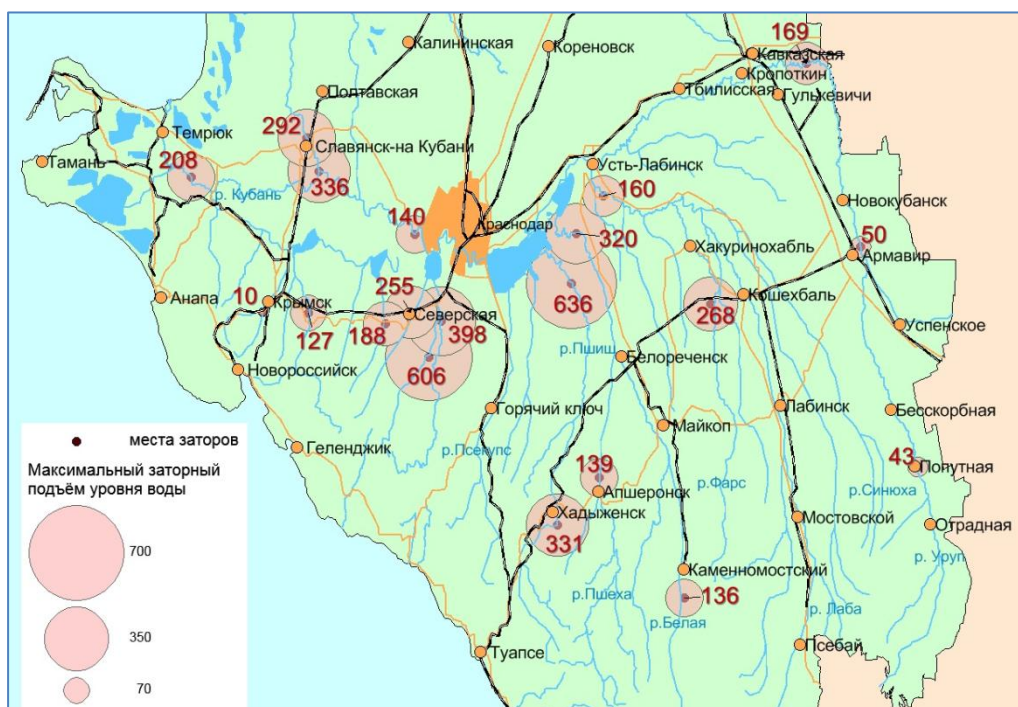 169
Калининская
Кореновск
Кавказская
Кропоткин
Тбилисская
Гулькевичи
Полтавская
292
Темрюк
Славянск-на Кубани
Тамань
208
336
р. Кубань
Усть-Лабинск
160
Новокубанск
140
Краснодар
320
Хакуринохабль
50
Армавир
255
636
Кошехбаль
Анапа
10
Крымск
Северская
268
127
188
398
Успенское
р.Пшиш
Белореченск
606
Новороссийск
Горячий ключ
Лабинск
Бесскорбная
Майкоп
места заторов
Геленджик
р.Псекупс
43
Попутная
Максимальный заторный
подъём уровня воды
139
р.Фарс
Апшеронск
р.Синюха
Хадыженск
Мостовской
Отрадная
331
700
р. Уруп
Каменномостский
р.Пшеха
136
р. Лаба
350
р.Белая
Псебай
Туапсе
70